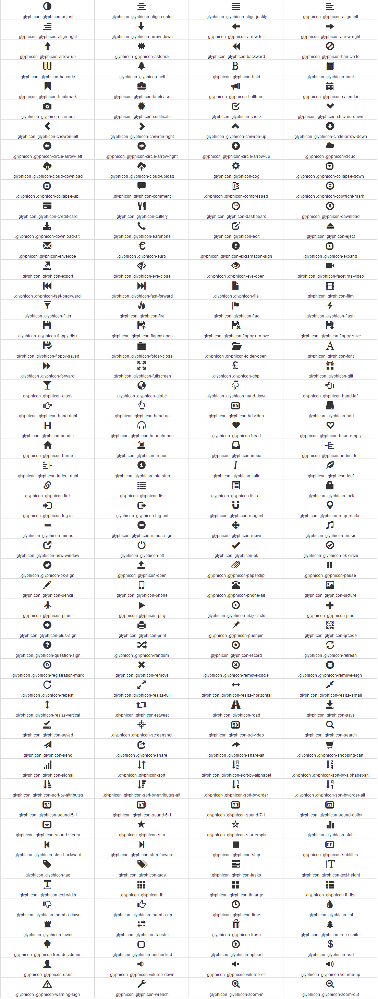 .glyphicon .glyphicon-adjust .glyphicon .glyphicon-align-center .glyphicon .glyphicon-align-justify .glyphicon .glyphicon-align-left
.glyphicon .glyphicon-align-right .glyphicon .glyphicon-arrow-down .glyphicon .glyphicon-arrow-left .glyphicon .glyphicon-arrow-right
.glyphicon .glyphicon-arrow-up .glyphicon .glyphicon-asterisk .glyphicon .glyphicon-backward .glyphicon .glyphicon-ban-circle
.glyphicon .glyphicon-barcode .glyphicon .glyphicon-bell .glyphicon .glyphicon-bold .glyphicon .glyphicon-book
.glyphicon .glyphicon-bookmark .glyphicon .glyphicon-briefcase .glyphicon .glyphicon-bullhorn .glyphicon .glyphicon-calendar
.glyphicon .glyphicon-camera .glyphicon .glyphicon-certificate .glyphicon .glyphicon-check .glyphicon .glyphicon-chevron-down
.glyphicon .glyphicon-chevron-left .glyphicon .glyphicon-chevron-right .glyphicon .glyphicon-chevron-up .glyphicon .glyphicon-circle-arrow-down
.glyphicon .glyphicon-circle-arrow-left .glyphicon .glyphicon-circle-arrow-right .glyphicon .glyphicon-circle-arrow-up .glyphicon .glyphicon-cloud
.glyphicon .glyphicon-cloud-download .glyphicon .glyphicon-cloud-upload .glyphicon .glyphicon-cog .glyphicon .glyphicon-collapse-down
.glyphicon .glyphicon-collapse-up .glyphicon .glyphicon-comment .glyphicon .glyphicon-compressed .glyphicon .glyphicon-copyright-mark
.glyphicon .glyphicon-credit-card .glyphicon .glyphicon-cutlery .glyphicon .glyphicon-dashboard .glyphicon .glyphicon-download
.glyphicon .glyphicon-download-alt .glyphicon .glyphicon-earphone .glyphicon .glyphicon-edit .glyphicon .glyphicon-eject
.glyphicon .glyphicon-envelope .glyphicon .glyphicon-euro .glyphicon .glyphicon-exclamation-sign .glyphicon .glyphicon-expand
.glyphicon .glyphicon-export .glyphicon .glyphicon-eye-close .glyphicon .glyphicon-eye-open .glyphicon .glyphicon-facetime-video
.glyphicon .glyphicon-fast-backward .glyphicon .glyphicon-fast-forward .glyphicon .glyphicon-file .glyphicon .glyphicon-film
.glyphicon .glyphicon-filter .glyphicon .glyphicon-fire .glyphicon .glyphicon-flag .glyphicon .glyphicon-flash
.glyphicon .glyphicon-floppy-disk .glyphicon .glyphicon-floppy-open .glyphicon .glyphicon-floppy-remove .glyphicon .glyphicon-floppy-save
.glyphicon .glyphicon-floppy-saved .glyphicon .glyphicon-folder-close .glyphicon .glyphicon-folder-open .glyphicon .glyphicon-font
.glyphicon .glyphicon-forward .glyphicon .glyphicon-fullscreen .glyphicon .glyphicon-gbp .glyphicon .glyphicon-gift
.glyphicon .glyphicon-glass .glyphicon .glyphicon-globe .glyphicon .glyphicon-hand-down .glyphicon .glyphicon-hand-left
HD
.glyphicon .glyphicon-hand-right .glyphicon .glyphicon-hand-up .glyphicon .glyphicon-hd-video .glyphicon .glyphicon-hdd
.glyphicon .glyphicon-header .glyphicon .glyphicon-headphones .glyphicon .glyphicon-heart .glyphicon .glyphicon-heart-empty
.glyphicon .glyphicon-home .glyphicon .glyphicon-import .glyphicon .glyphicon-inbox .glyphicon .glyphicon-indent-left
.glyphicon .glyphicon-indent-right .glyphicon .glyphicon-info-sign .glyphicon .glyphicon-italic .glyphicon .glyphicon-leaf
.glyphicon .glyphicon-link .glyphicon .glyphicon-list .glyphicon .glyphicon-list-alt .glyphicon .glyphicon-lock
.glyphicon .glyphicon-log-in .glyphicon .glyphicon-log-out .glyphicon .glyphicon-magnet .glyphicon .glyphicon-map-marker
.glyphicon .glyphicon-minus .glyphicon .glyphicon-minus-sign .glyphicon .glyphicon-move .glyphicon .glyphicon-music
.glyphicon .glyphicon-new-window .glyphicon .glyphicon-off .glyphicon .glyphicon-ok .glyphicon .glyphicon-ok-circle
.glyphicon .glyphicon-ok-sign .glyphicon .glyphicon-open .glyphicon .glyphicon-paperclip .glyphicon .glyphicon-pause
.glyphicon .glyphicon-pencil .glyphicon .glyphicon-phone .glyphicon .glyphicon-phone-alt .glyphicon .glyphicon-picture
.glyphicon .glyphicon-plane .glyphicon .glyphicon-play .glyphicon .glyphicon-play-circle .glyphicon .glyphicon-plus
.glyphicon .glyphicon-plus-sign .glyphicon .glyphicon-print .glyphicon .glyphicon-pushpin .glyphicon .glyphicon-qrcode
.glyphicon .glyphicon-question-sign .glyphicon .glyphicon-random .glyphicon .glyphicon-record .glyphicon .glyphicon-refresh
.glyphicon .glyphicon-registration-mark .glyphicon .glyphicon-remove .glyphicon .glyphicon-remove-circle .glyphicon .glyphicon-remove-sign
.glyphicon .glyphicon-repeat .glyphicon .glyphicon-resize-full .glyphicon .glyphicon-resize-horizontal .glyphicon .glyphicon-resize-small
.glyphicon .glyphicon-resize-vertical .glyphicon .glyphicon-retweet .glyphicon .glyphicon-road .glyphicon .glyphicon-save
SD
.glyphicon .glyphicon-saved .glyphicon .glyphicon-screenshot .glyphicon .glyphicon-sd-video .glyphicon .glyphicon-search
.glyphicon .glyphicon-send .glyphicon .glyphicon-share .glyphicon .glyphicon-share-alt .glyphicon .glyphicon-shopping-cart
.glyphicon .glyphicon-signal .glyphicon .glyphicon-sort .glyphicon .glyphicon-sort-by-alphabet .glyphicon .glyphicon-sort-by-alphabet-alt
.glyphicon .glyphicon-sort-by-attributes .glyphicon .glyphicon-sort-by-attributes-alt .glyphicon .glyphicon-sort-by-order .glyphicon .glyphicon-sort-by-order-alt
5.1 6.1 7.1
.glyphicon .glyphicon-sound-5-1 .glyphicon .glyphicon-sound-6-1 .glyphicon .glyphicon-sound-7-1 .glyphicon .glyphicon-sound-dolby
.glyphicon .glyphicon-sound-stereo .glyphicon .glyphicon-star .glyphicon .glyphicon-star-empty .glyphicon .glyphicon-stats
CC
.glyphicon .glyphicon-step-backward .glyphicon .glyphicon-step-forward .glyphicon .glyphicon-stop .glyphicon .glyphicon-subtitles
.glyphicon .glyphicon-tag .glyphicon .glyphicon-tags .glyphicon .glyphicon-tasks .glyphicon .glyphicon-text-height
.glyphicon .glyphicon-text-width .glyphicon .glyphicon-th .glyphicon .glyphicon-th-large .glyphicon .glyphicon-th-list
.glyphicon .glyphicon-thumbs-down .glyphicon .glyphicon-thumbs-up .glyphicon .glyphicon-time .glyphicon .glyphicon-tint
.glyphicon .glyphicon-tower .glyphicon .glyphicon-transfer .glyphicon .glyphicon-trash .glyphicon .glyphicon-tree-conifer
.glyphicon .glyphicon-tree-deciduous .glyphicon .glyphicon-unchecked .glyphicon .glyphicon-upload .glyphicon .glyphicon-usd
.glyphicon .glyphicon-user .glyphicon .glyphicon-volume-down .glyphicon .glyphicon-volume-off .glyphicon .glyphicon-volume-up
.glyphicon .glyphicon-warning-sign .glyphicon .glyphicon-wrench .glyphicon .glyphicon-zoom-in .glyphicon .glyphicon-zoom-out